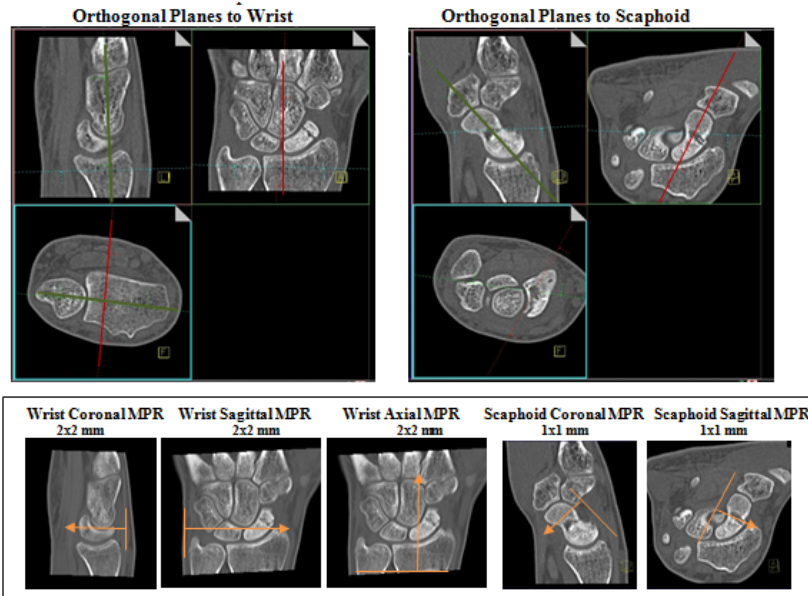 Orthogonal Planes to Wrist
Orthogonal Planes to Scaphoid
Wrist Coronal MPR
2x2 mm
Wrist Sagittal MPR
2x2 mm
Wrist Axial MPR
2x2 mm
Scaphoid Coronal MPR
1x1 mm
Scaphoid Sagittal MPR
1x1 mm